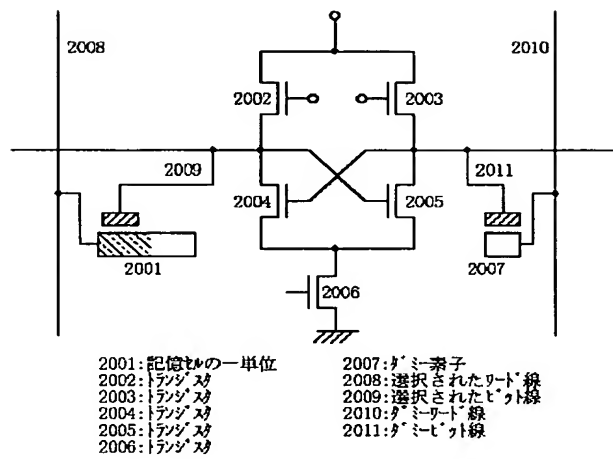 2008
2010
2002
2003
2009
2011
2004
2005
2001
2007
2006
2001:記憶セルの一単位
2002:トランジスタ
2003:トランジスタ
2004:トランジスタ
2005:トランジスタ
2006:トランジスタ
2007:ダミー素子
2008:選択されたワード線
2009:選択されたビット線
2010:ダミーワード線
2011:ダミービット線